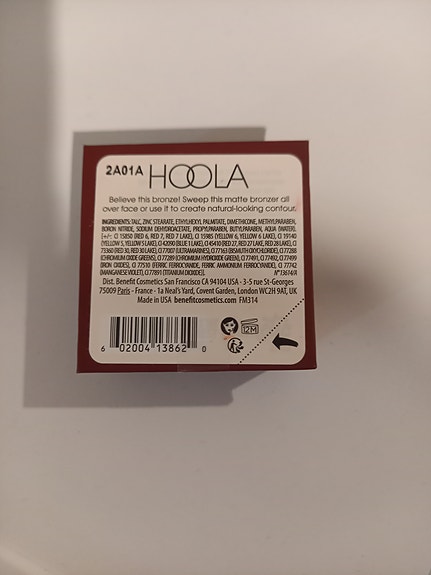 2A01A HOOLA
Believe this bronze! Sweep this matte bronzer all
over face or use it to create natural-looking contour.
INGREDIENTS: TALC, ZINC STEARATE, ETHYLHEXYL PALMITATE, DIMETHICONE, METHYLPARABEN,
BORON NITRIDE, SODIUM DEHYDROACETATE, PROPYLPARABEN, BUTYLPARABEN, AQUA (WATER).
[+/-: CI 15850 (RED 6, RED 7, RED 7 LAKE), CI 15985 (YELLOW 6, YELLOW 6 LAKE), CI 19140
(YELLOW 5, YELLOW 5 LAKE), CI 42090 (BLUE 1 LAKE), CI 45410 (RED 27, RED 27 LAKE, RED 28 LAKE), CI
73360 (RED 30, RED 30 LAKE), CI 77007 (ULTRAMARINES), CI 77163 (BISMUTH OXYCHLORIDE), CI 77288
(CHROMIUM OXIDE GREENS), CI 77289 (CHROMIUM HYDROXIDE GREEN), CI 77491, CI 77492, CI 77499
(IRON OXIDES), CI 77510 (FERRIC FERROCYANIDE, FERRIC AMMONIUM FERROCYANIDE), CI 77742
(MANGANESE VIOLET), CI 77891 (TITANIUM DIOXIDE)]. N°13614/A
Dist. Benefit Cosmetics San Francisco CA 94104 USA · 3-5 rue St-Georges
75009 Paris - France · 1a Neal's Yard, Covent Garden, London WC2H 9AT, UK
Made in USA benefitcosmetics.com FM314
12M
6 02004 13862 0